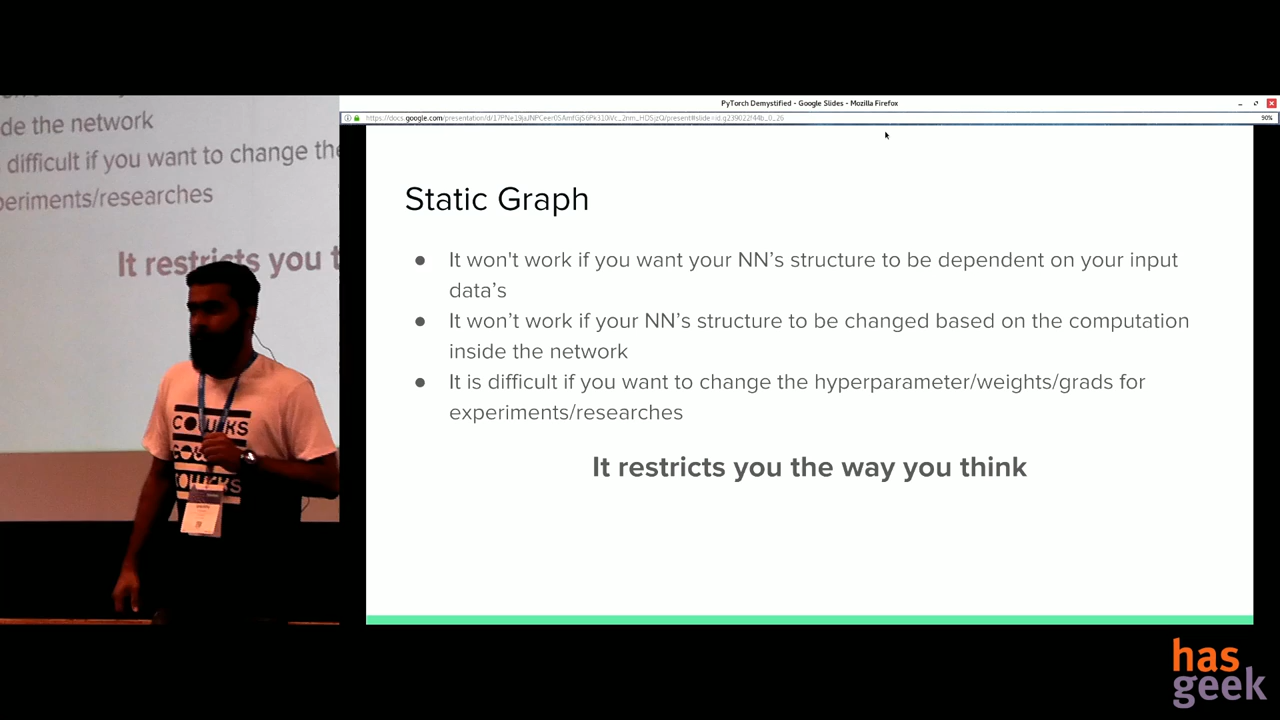 de the network
difficult if you want to change the
periments/researches
It restricts you t
COWRKS
COWRKS
PyTorch Demystified - Google Slides - Mozilla Firefox
90%
Static Graph
● It won't work if you want your NN's structure to be dependent on your input
data's
● It won't work if your NN's structure to be changed based on the computation
inside the network
● It is difficult if you want to change the hyperparameter/weights/grads for
experiments/researches
It restricts you the way you think
has
geek